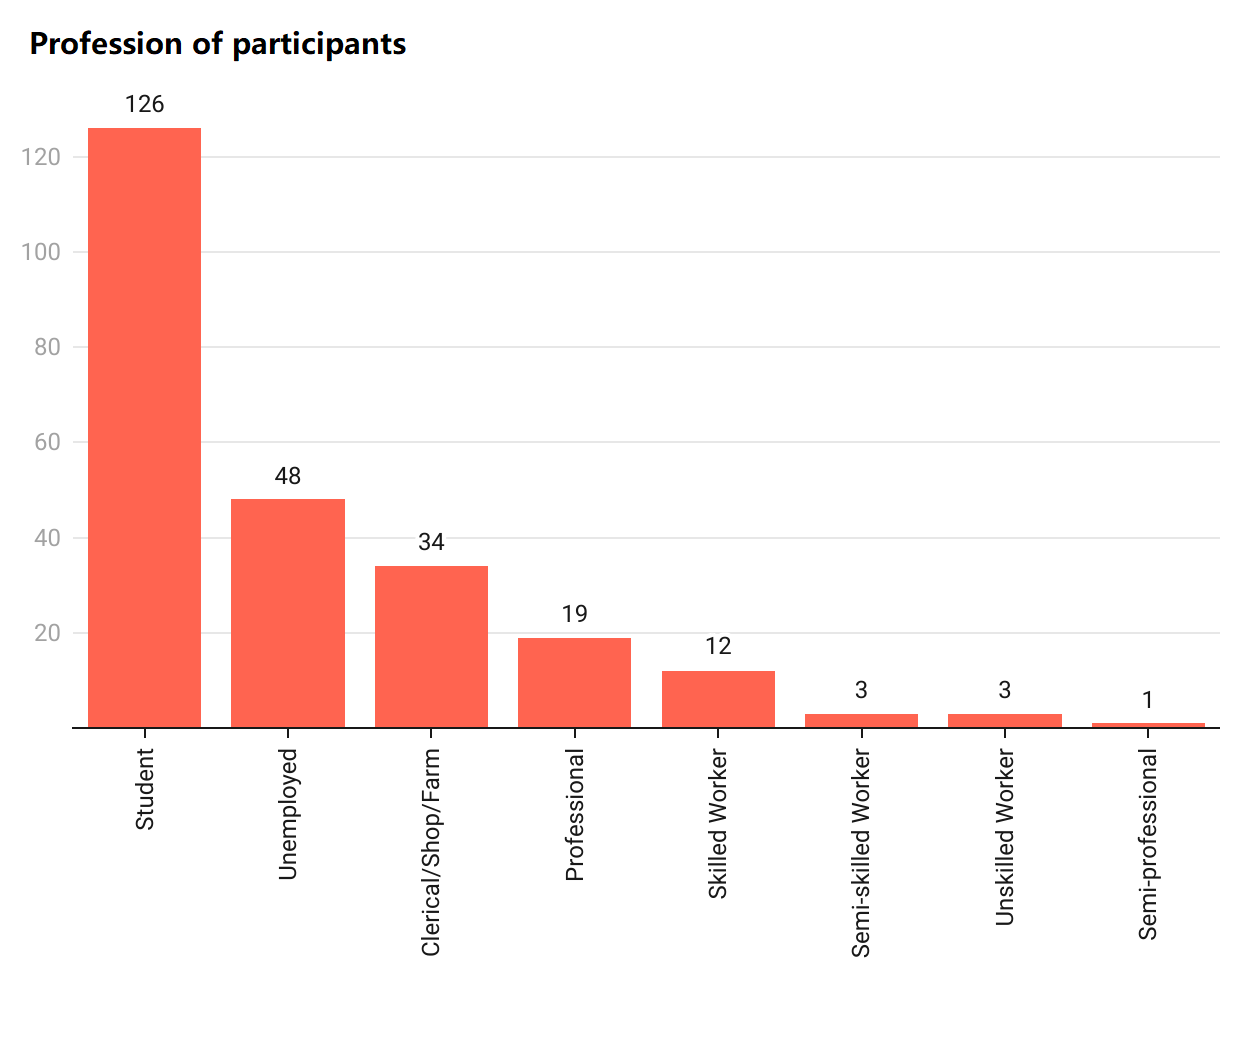 Profession of participants
126
120
100
80
60
48
40
34
20
19
12
3
3
1
Student
Unemployed
Clerical/Shop/Farm
Professional
Skilled Worker
Semi-skilled Worker
Unskilled Worker
Semi-professional